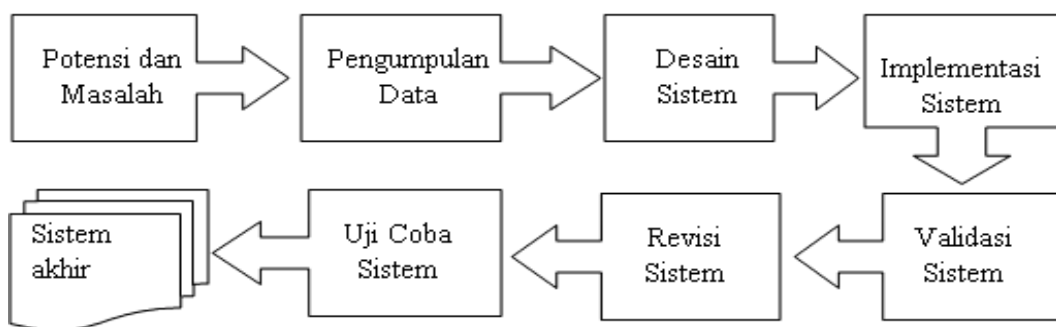 Potensi dan
Masalah
Pengumpulan
Data
Desain
Sistem
Implementasi
Sistem
Validasi
Sistem
Revisi
Sistem
Uji Coba
Sistem
Sistem
akhir